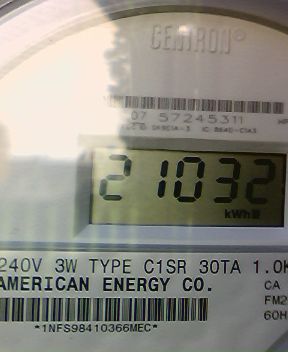 CENTRON®
07 57245311
21032
kWh
240V 3W TYPE C1SR 30TA 1.0K
AMERICAN ENERGY CO.
CA
FM2
60H
*1NFS98410366MEC*